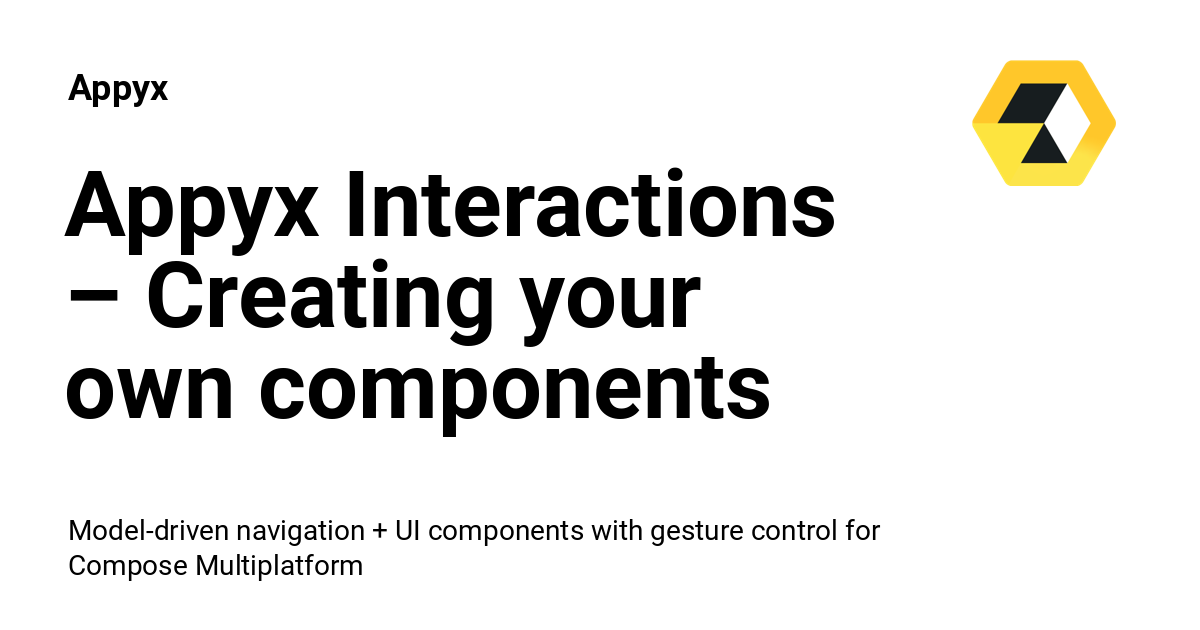 Appyx
Appyx Interactions
– Creating your
own components
Model-driven navigation + UI components with gesture control for
Compose Multiplatform